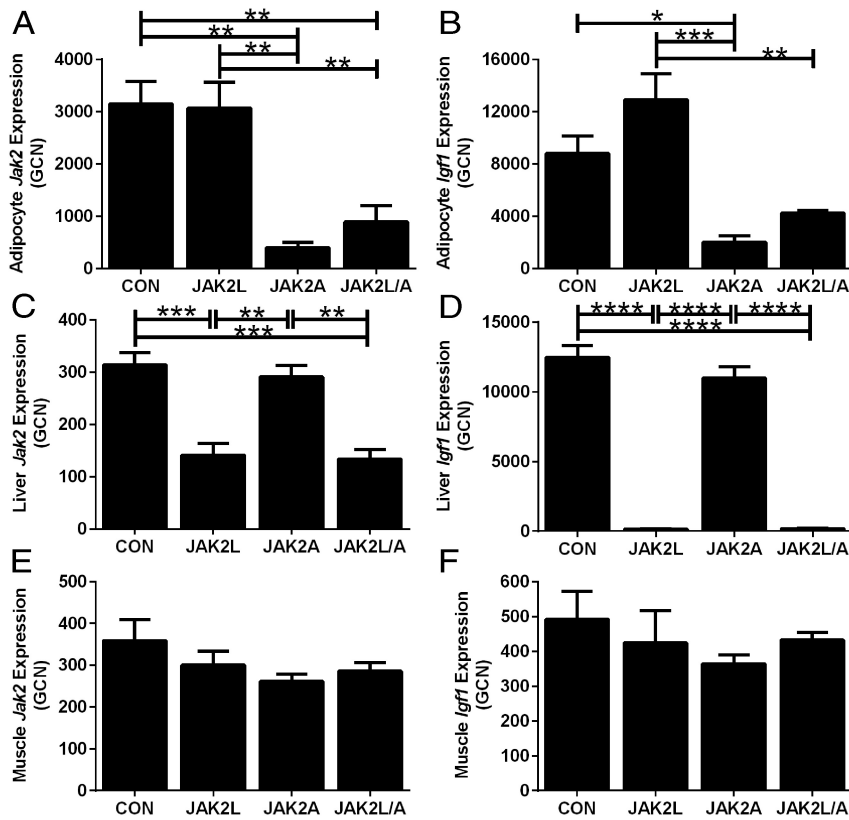 A
**
**
**
**
Adipocyte Jak2 Expression
(GCN)
4000
3000
2000
1000
0
CON JAK2L JAK2A JAK2L/A
B
*
***
**
Adipocyte Igf1 Expression
(GCN)
16000
12000
8000
4000
0
CON JAK2L JAK2A JAK2L/A
C
*** ** **
***
Liver Jak2 Expression
(GCN)
400
300
200
100
0
CON JAK2L JAK2A JAK2L/A
D
**** **** ****
****
Liver Igf1 Expression
(GCN)
15000
10000
5000
0
CON JAK2L JAK2A JAK2L/A
E
Muscle Jak2 Expression
(GCN)
500
400
300
200
100
0
CON JAK2L JAK2A JAK2L/A
F
Muscle Igf1 Expression
(GCN)
600
500
400
300
200
100
0
CON JAK2L JAK2A JAK2L/A